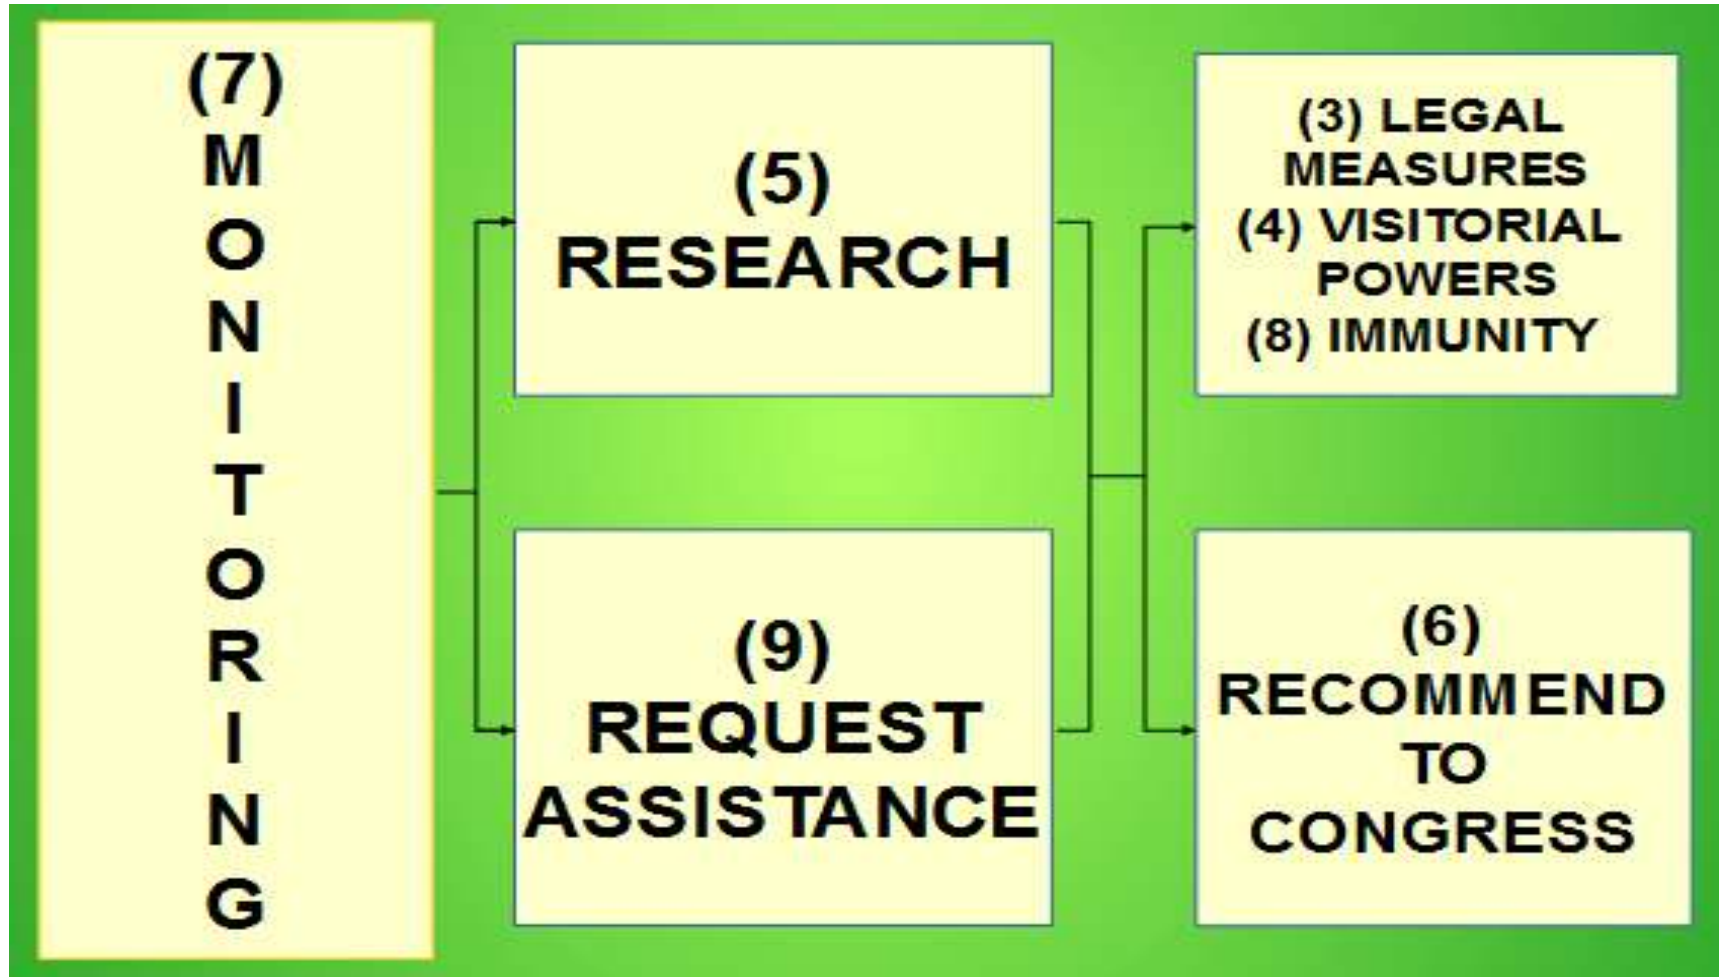 (7)
M
O
N
I
T
O
R
I
N
G
(5)
RESEARCH
(9)
REQUEST
ASSISTANCE
(3) LEGAL
MEASURES
(4) VISITORIAL
POWERS
(8) IMMUNITY
(6)
RECOMMEND
TO
CONGRESS